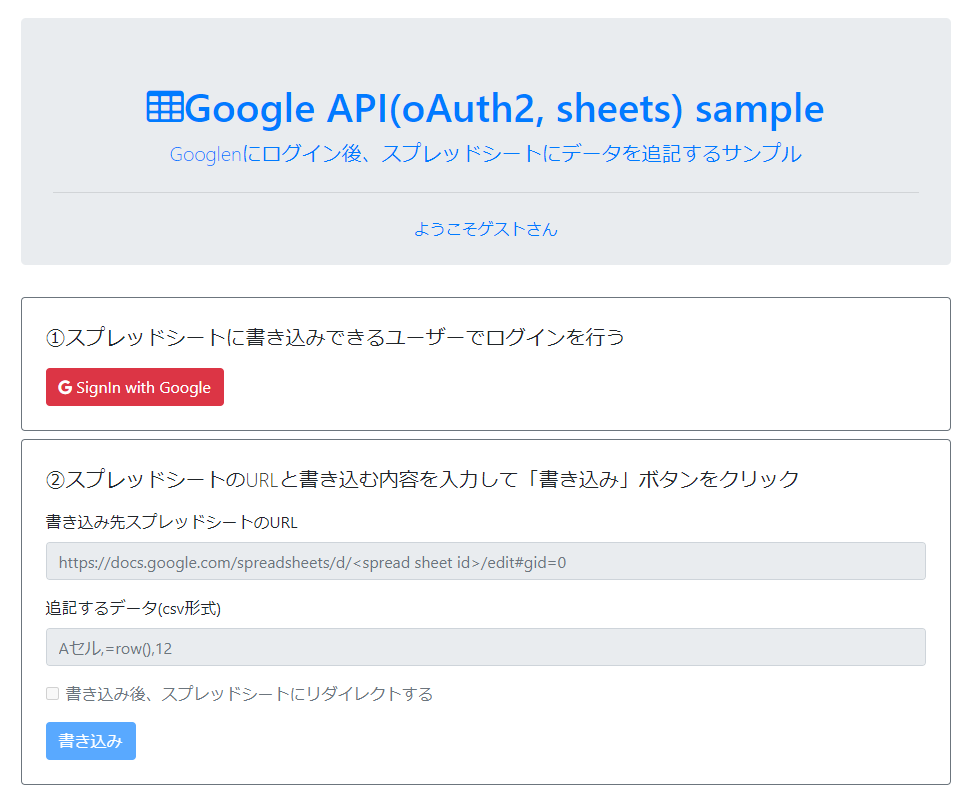 Google API(oAuth2, sheets) sample
Googlenにログイン後、スプレッドシートにデータを追記するサンプル
ようこそゲストさん
①スプレッドシートに書き込みできるユーザーでログインを行う
SignIn with Google
②スプレッドシートのURLと書き込む内容を入力して「書き込み」ボタンをクリック
書き込み先スプレッドシートのURL
https://docs.google.com/spreadsheets/d/<spread sheet id>/edit#gid=0
追記するデータ(csv形式)
Aセル,=row(),12
書き込み後、スプレッドシートにリダイレクトする
書き込み